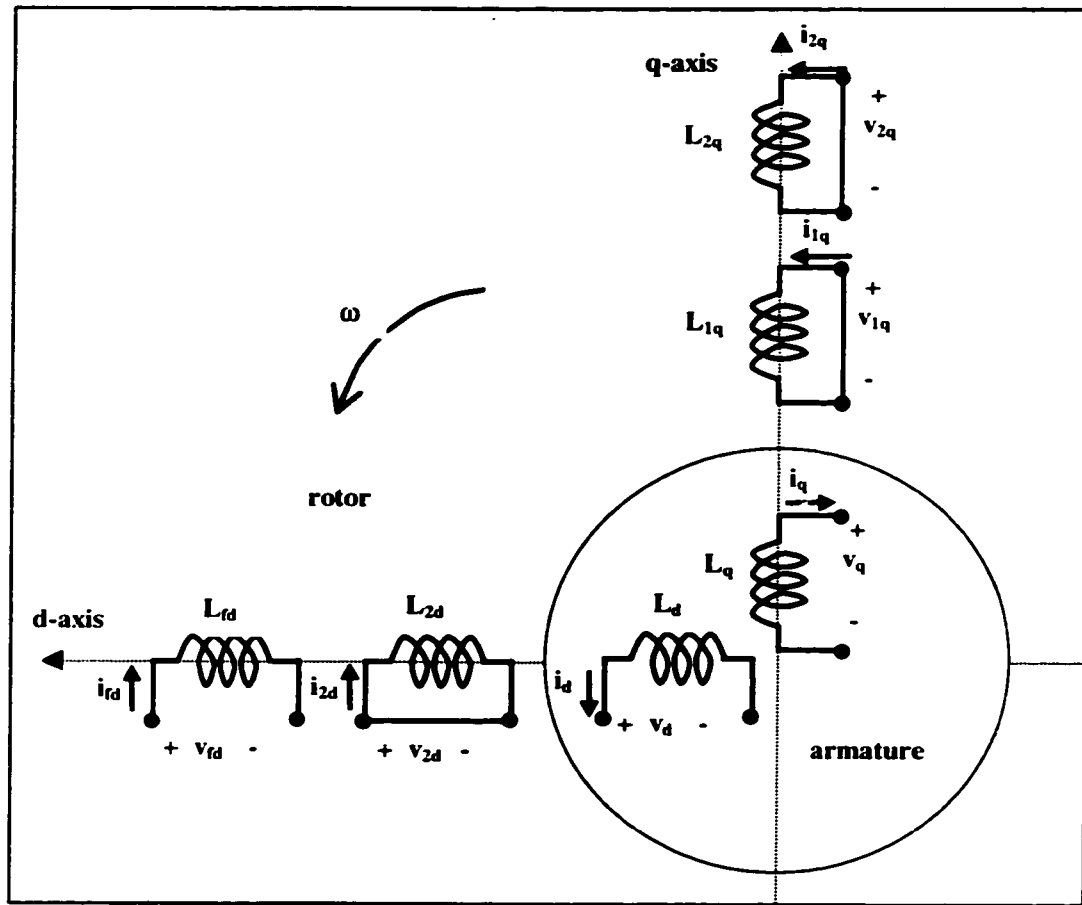 i2q
q-axis
+
v2q
-
L2q
i1q
+
v1q
-
L1q
ω
rotor
iq
+
vq
-
Lq
Ld
id
+ vd -
armature
d-axis
Lfd
ifd
+ vfd -
L2d
i2d
+ v2d -